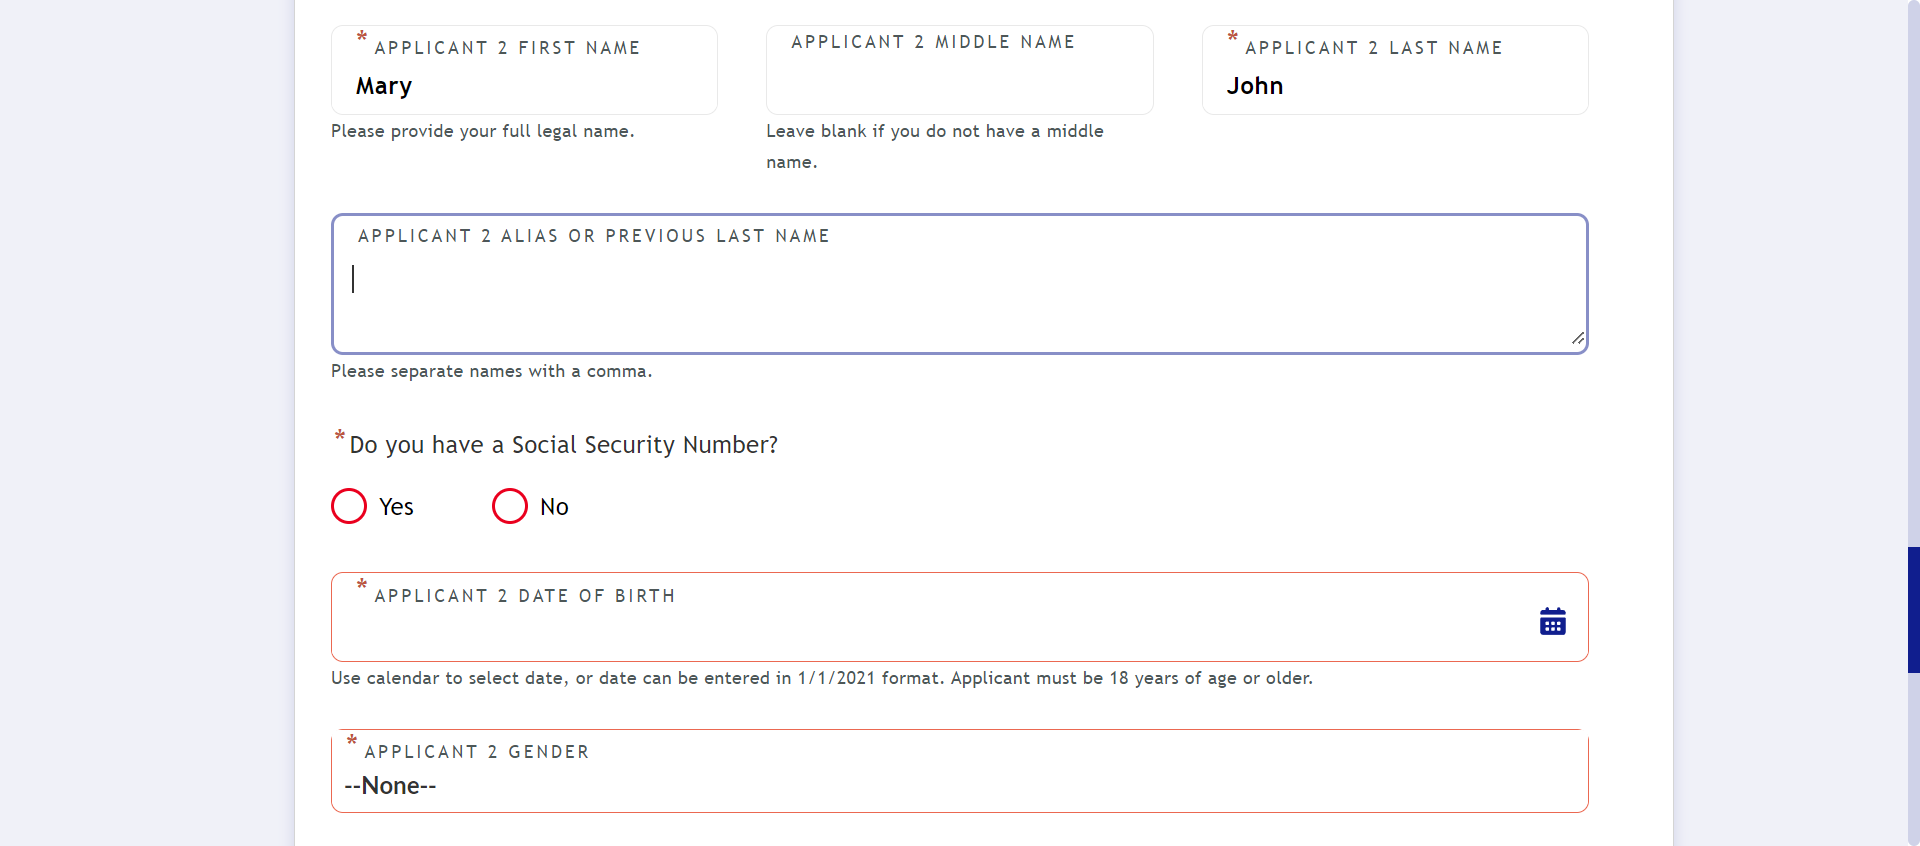 * APPLICANT 2 FIRST NAME
Mary
Please provide your full legal name.
APPLICANT 2 MIDDLE NAME
Leave blank if you do not have a middle
name.
* APPLICANT 2 LAST NAME
John
APPLICANT 2 ALIAS OR PREVIOUS LAST NAME
Please separate names with a comma.
*Do you have a Social Security Number?
Yes No
* APPLICANT 2 DATE OF BIRTH
Use calendar to select date, or date can be entered in 1/1/2021 format. Applicant must be 18 years of age or older.
* APPLICANT 2 GENDER
--None--